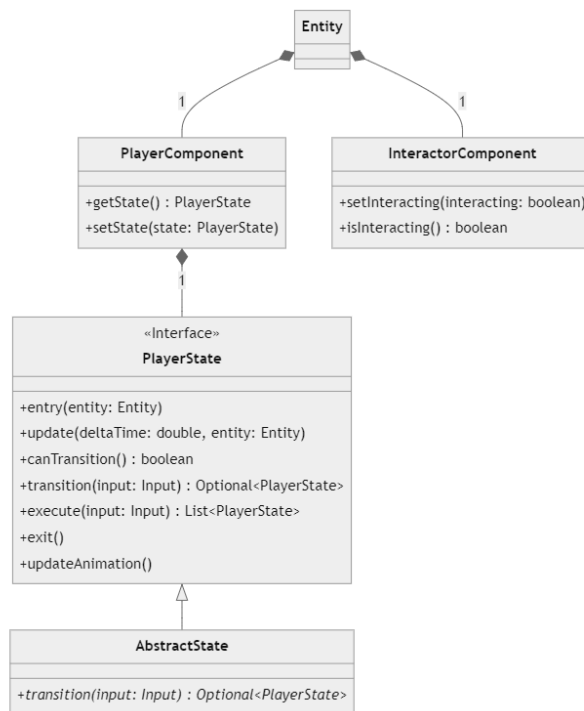 Entity
1
1
PlayerComponent
+getState() : PlayerState
+setState(state: PlayerState)
InteractorComponent
+setInteracting(interacting: boolean)
+isInteracting() : boolean
1
«Interface»
PlayerState
+entry(entity: Entity)
+update(deltaTime: double, entity: Entity)
+canTransition() : boolean
+transition(input: Input) : Optional<PlayerState>
+execute(input: Input) : List<PlayerState>
+exit()
+updateAnimation()
AbstractState
+transition(input: Input) : Optional<PlayerState>